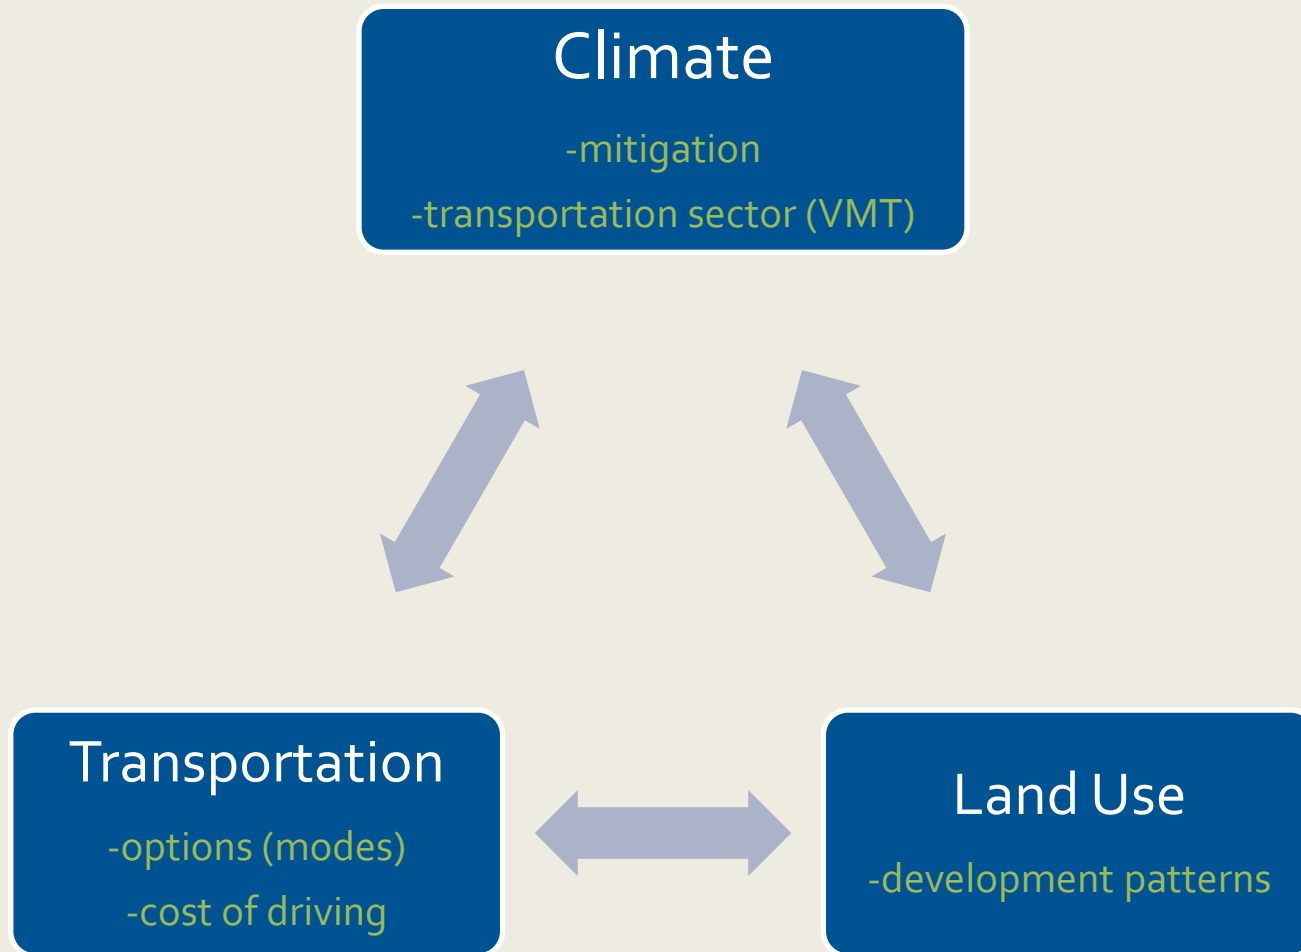 Climate
-mitigation
-transportation sector (VMT)
Transportation
-options (modes)
-cost of driving
Land Use
-development patterns